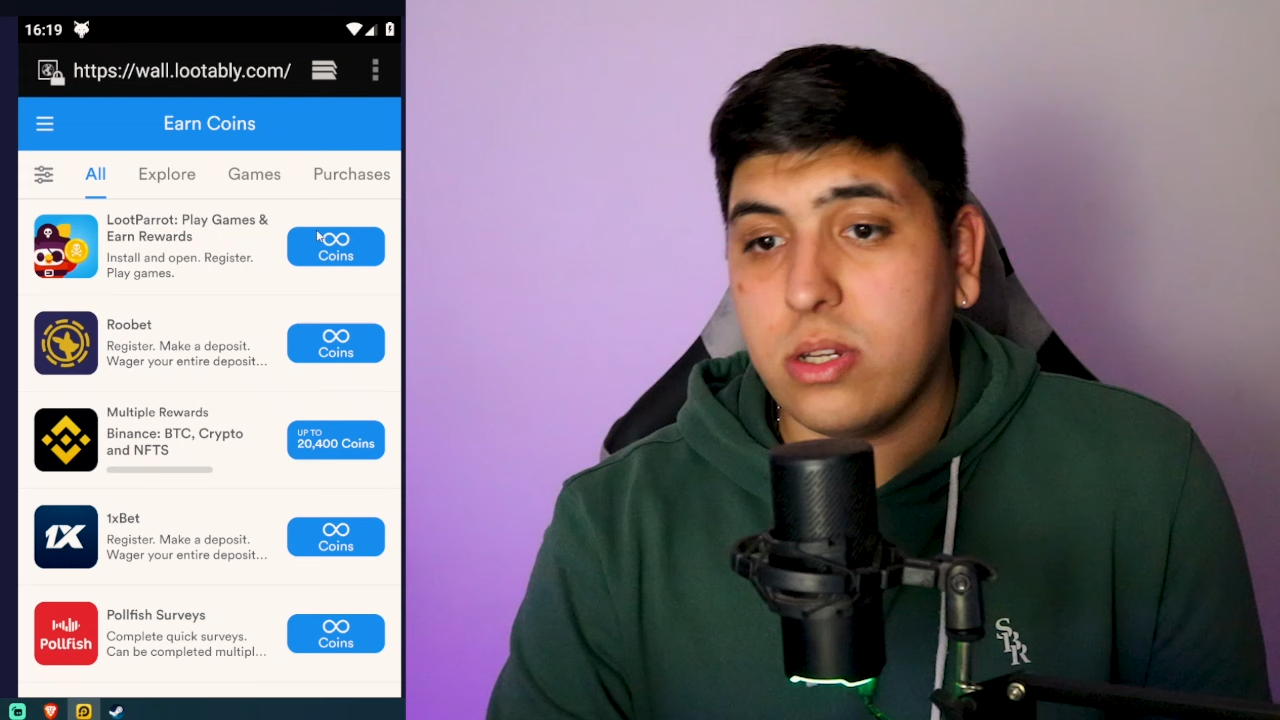 16:19
https://wall.lootably.com/
Earn Coins
All Explore Games Purchases
LootParrot: Play Games &
Earn Rewards
Install and open. Register.
Play games.
∞
Coins
Roobet
Register. Make a deposit.
Wager your entire deposit...
∞
Coins
Multiple Rewards
Binance: BTC, Crypto
and NFTS
UP TO
20,400 Coins
1X
1xBet
Register. Make a deposit.
Wager your entire deposit...
∞
Coins
Pollfish
Pollfish Surveys
Complete quick surveys.
Can be completed multipl...
∞
Coins
SBR